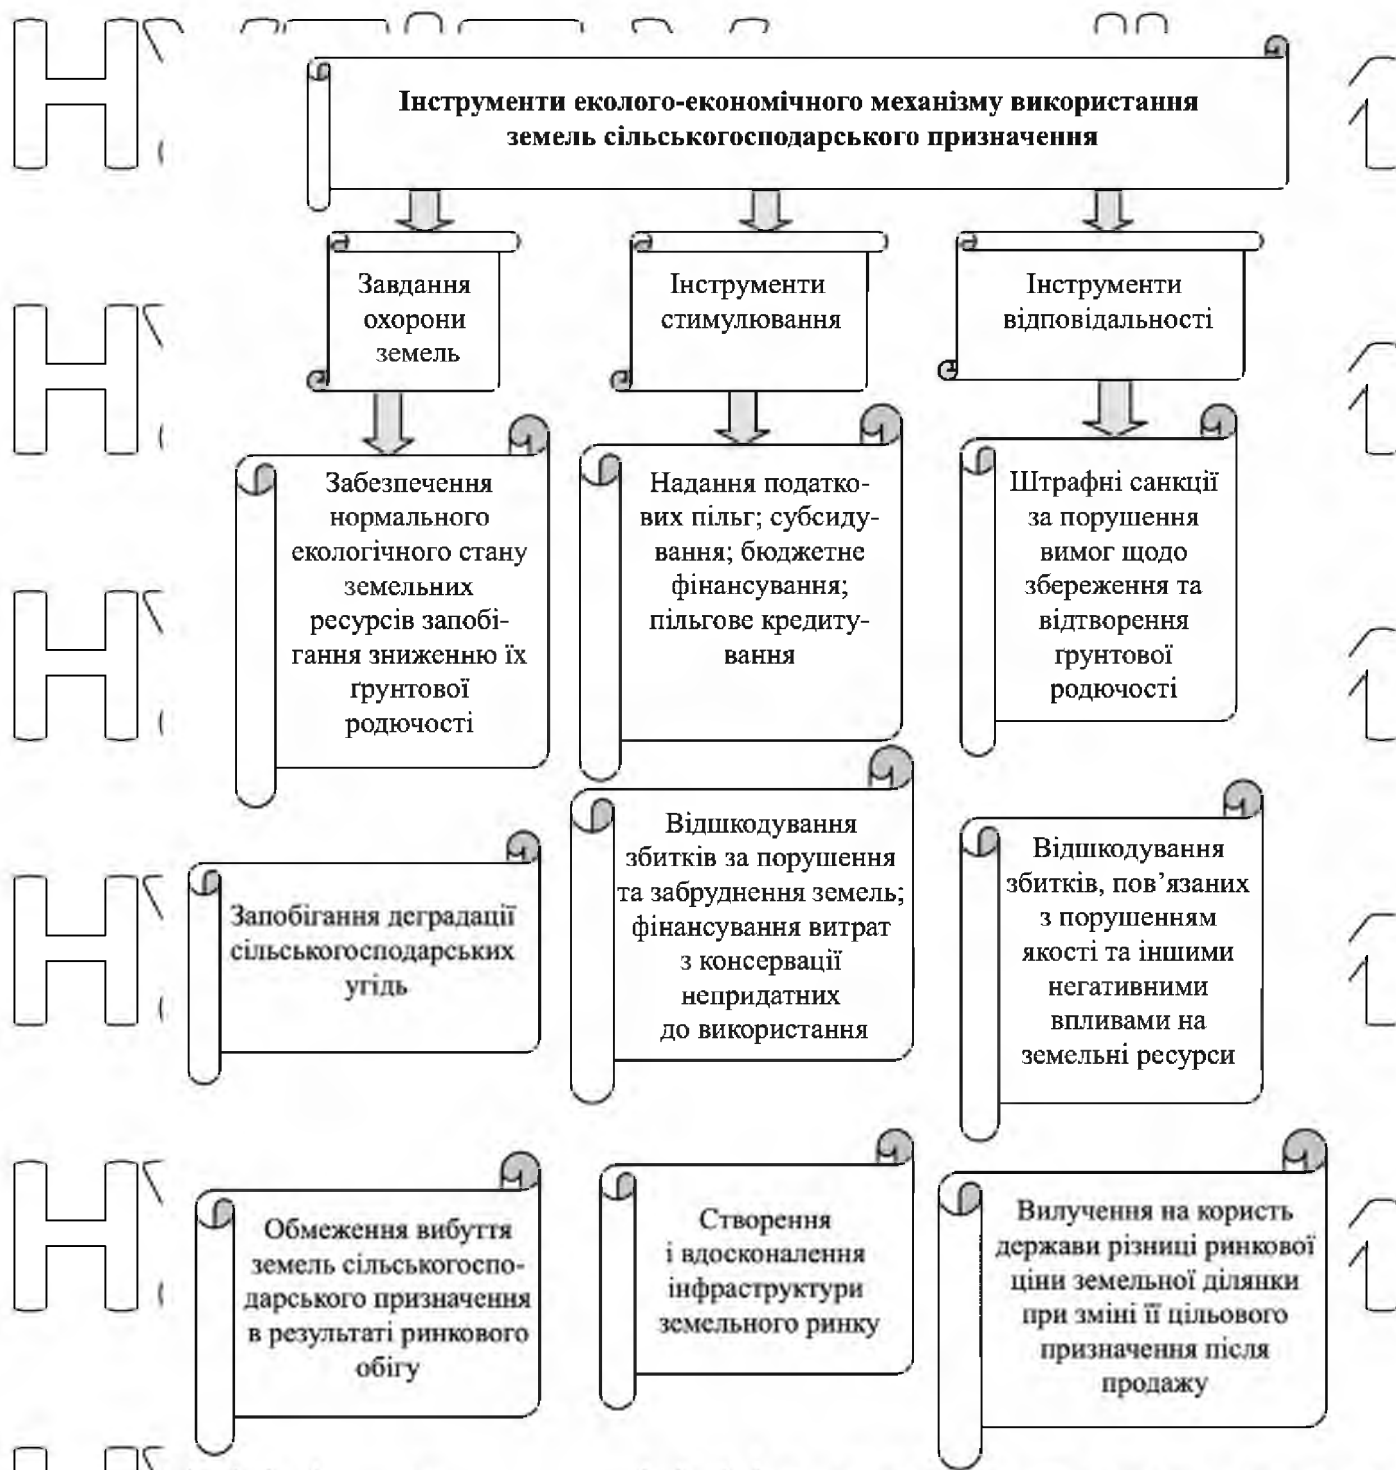 Інструменти еколого-економічного механізму використання
земель сільськогосподарського призначення
Завдання
охорони
земель
Інструменти
стимулювання
Інструменти
відповідальності
Забезпечення
нормального
екологічного стану
земельних
ресурсів запобі-
гання зниженню їх
ґрунтової
родючості
Надання податко-
вих пільг; субсиду-
вання; бюджетне
фінансування;
пільгове кредиту-
вання
Штрафні санкції
за порушення
вимог щодо
збереження та
відтворення
ґрунтової
родючості
Запобігання деградації
сільськогосподарських
угідь
Відшкодування
збитків за порушення
та забруднення земель;
фінансування витрат
з консервації
непридатних
до використання
Відшкодування
збитків, пов’язаних
з порушенням
якості та іншими
негативними
впливами на
земельні ресурси
Обмеження вибуття
земель сільськогоспо-
дарського призначення
в результаті ринкового
обігу
Створення
і вдосконалення
інфраструктури
земельного ринку
Вилучення на користь
держави різниці ринкової
ціни земельної ділянки
при зміні її цільового
призначення після
продажу